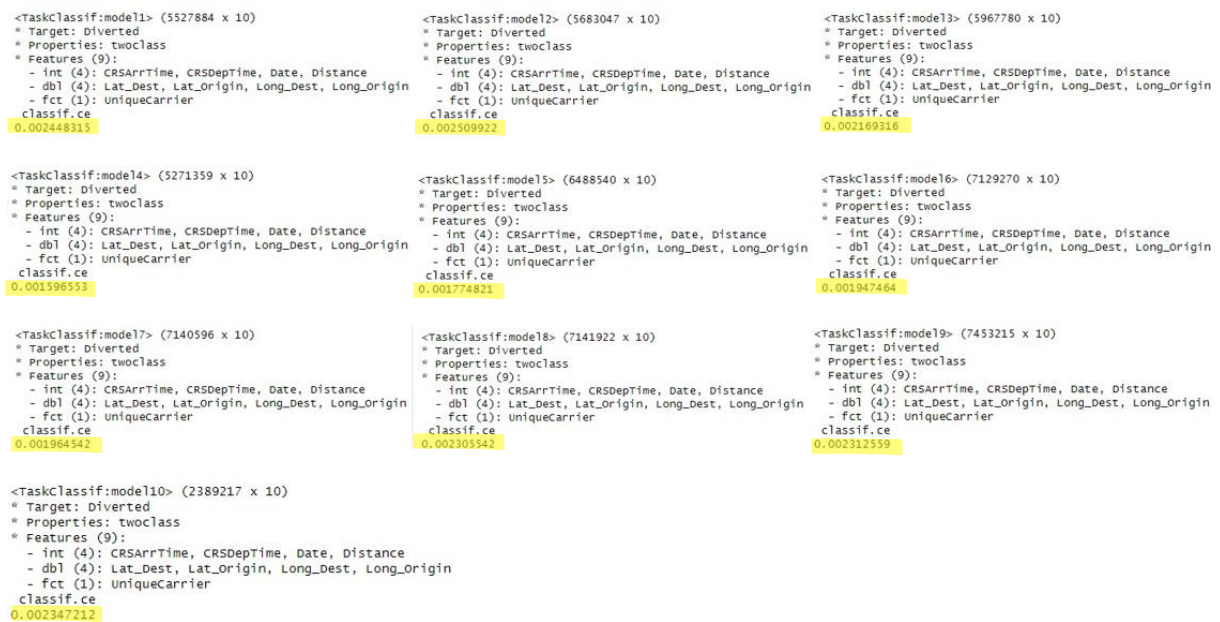 <TaskClassif:model1> (5527884 x 10)
* Target: Diverted
* Properties: twoclass
* Features (9):
- int (4): CRSArrTime, CRSDepTime, Date, Distance
- dbl (4): Lat_Dest, Lat_Origin, Long_Dest, Long_Origin
- fct (1): UniqueCarrier
classif.ce
0.002448315
<TaskClassif:model2> (5683047 x 10)
* Target: Diverted
* Properties: twoclass
* Features (9):
- int (4): CRSArrTime, CRSDepTime, Date, Distance
- dbl (4): Lat_Dest, Lat_Origin, Long_Dest, Long_Origin
- fct (1): UniqueCarrier
classif.ce
0.002509922
<TaskClassif:model3> (5967780 x 10)
* Target: Diverted
* Properties: twoclass
* Features (9):
- int (4): CRSArrTime, CRSDepTime, Date, Distance
- dbl (4): Lat_Dest, Lat_Origin, Long_Dest, Long_Origin
- fct (1): UniqueCarrier
classif.ce
0.002169316
<TaskClassif:model4> (5271359 x 10)
* Target: Diverted
* Properties: twoclass
* Features (9):
- int (4): CRSArrTime, CRSDepTime, Date, Distance
- dbl (4): Lat_Dest, Lat_Origin, Long_Dest, Long_Origin
- fct (1): UniqueCarrier
classif.ce
0.001596553
<TaskClassif:model5> (6488540 x 10)
* Target: Diverted
* Properties: twoclass
* Features (9):
- int (4): CRSArrTime, CRSDepTime, Date, Distance
- dbl (4): Lat_Dest, Lat_Origin, Long_Dest, Long_Origin
- fct (1): UniqueCarrier
classif.ce
0.001774821
<TaskClassif:model6> (7129270 x 10)
* Target: Diverted
* Properties: twoclass
* Features (9):
- int (4): CRSArrTime, CRSDepTime, Date, Distance
- dbl (4): Lat_Dest, Lat_Origin, Long_Dest, Long_Origin
- fct (1): UniqueCarrier
classif.ce
0.001947464
<TaskClassif:model7> (7140596 x 10)
* Target: Diverted
* Properties: twoclass
* Features (9):
- int (4): CRSArrTime, CRSDepTime, Date, Distance
- dbl (4): Lat_Dest, Lat_Origin, Long_Dest, Long_Origin
- fct (1): UniqueCarrier
classif.ce
0.001964542
<TaskClassif:model8> (7141922 x 10)
* Target: Diverted
* Properties: twoclass
* Features (9):
- int (4): CRSArrTime, CRSDepTime, Date, Distance
- dbl (4): Lat_Dest, Lat_Origin, Long_Dest, Long_Origin
- fct (1): UniqueCarrier
classif.ce
0.002305542
<TaskClassif:model9> (7453215 x 10)
* Target: Diverted
* Properties: twoclass
* Features (9):
- int (4): CRSArrTime, CRSDepTime, Date, Distance
- dbl (4): Lat_Dest, Lat_Origin, Long_Dest, Long_Origin
- fct (1): UniqueCarrier
classif.ce
0.002312559
<TaskClassif:model10> (2389217 x 10)
* Target: Diverted
* Properties: twoclass
* Features (9):
- int (4): CRSArrTime, CRSDepTime, Date, Distance
- dbl (4): Lat_Dest, Lat_Origin, Long_Dest, Long_Origin
- fct (1): UniqueCarrier
classif.ce
0.002347212